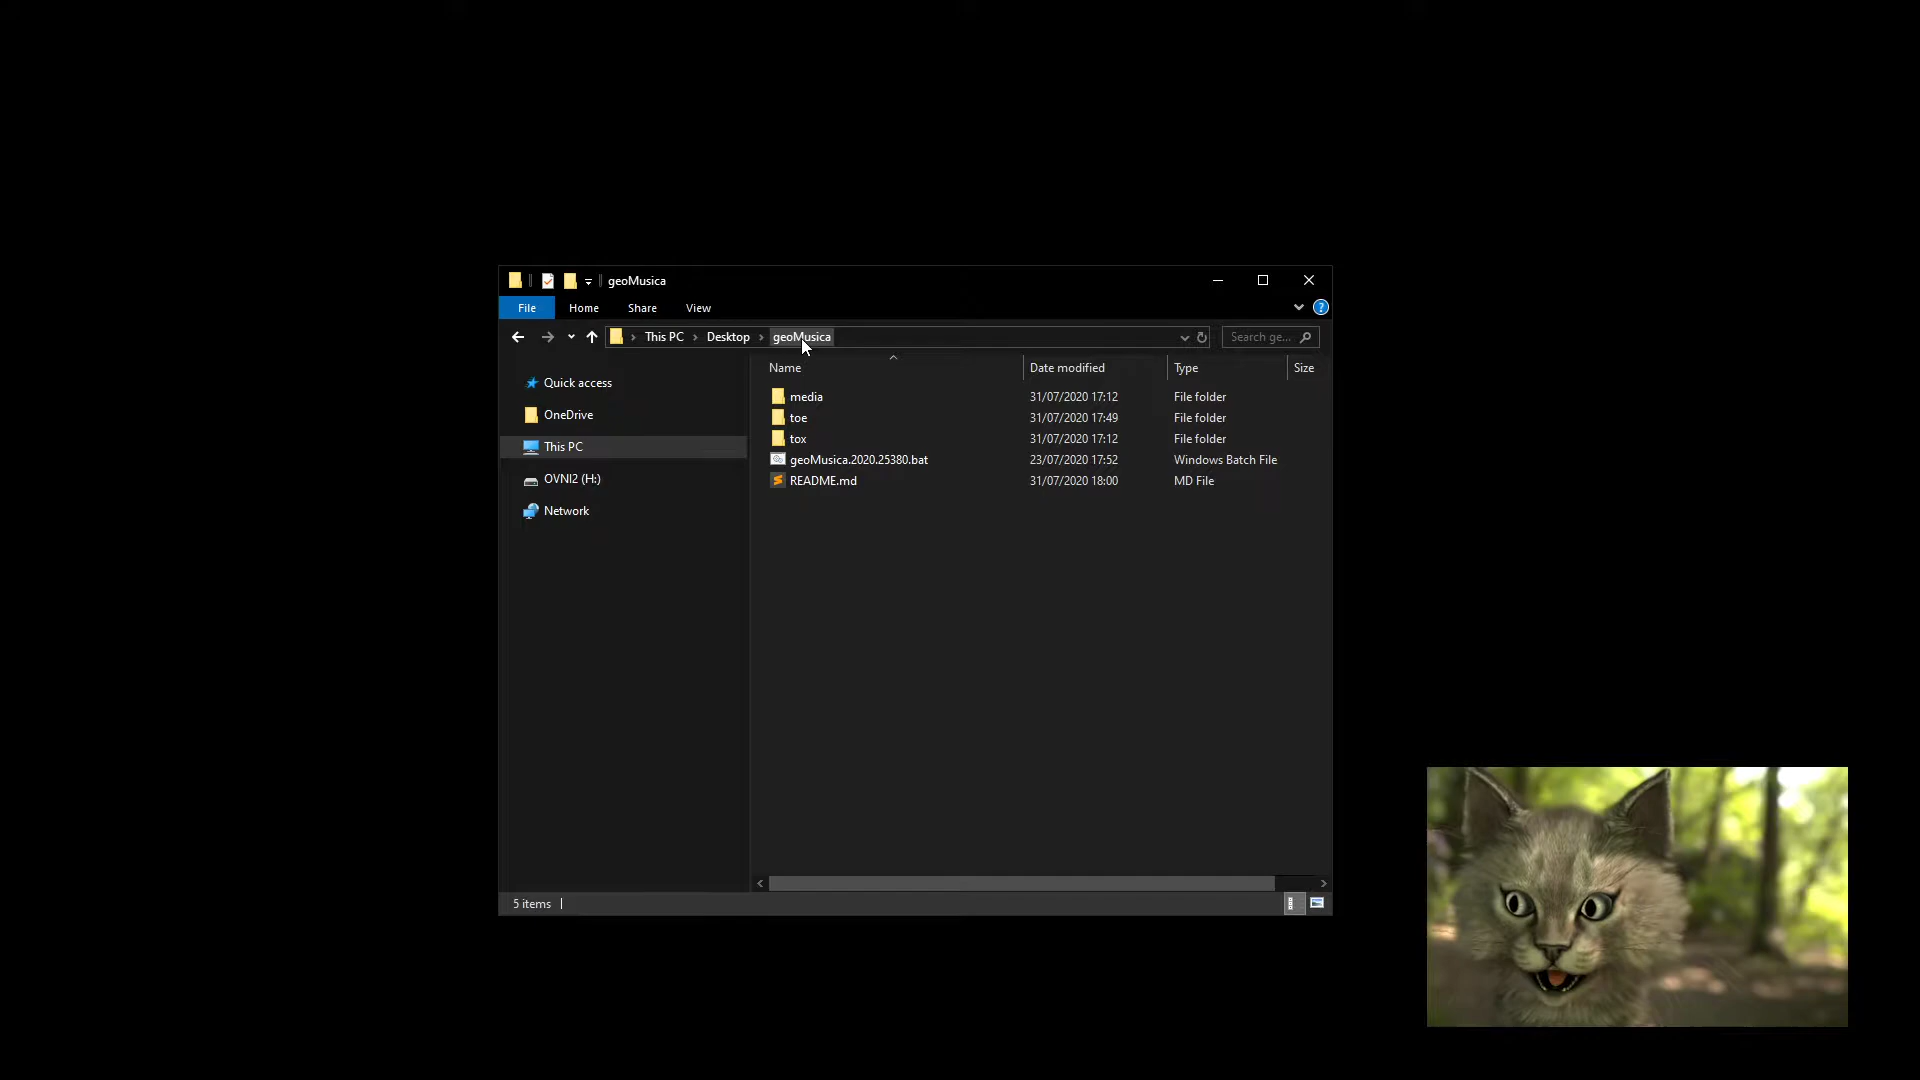 geoMusica
File Home Share View
This PC Desktop geoMusica Search ge...
Name Date modified Type Size
Quick access
OneDrive
This PC
OVNI2 (H:)
Network
media 31/07/2020 17:12 File folder
toe 31/07/2020 17:49 File folder
tox 31/07/2020 17:12 File folder
geoMusica.2020.25380.bat 23/07/2020 17:52 Windows Batch File
README.md 31/07/2020 18:00 MD File
5 items